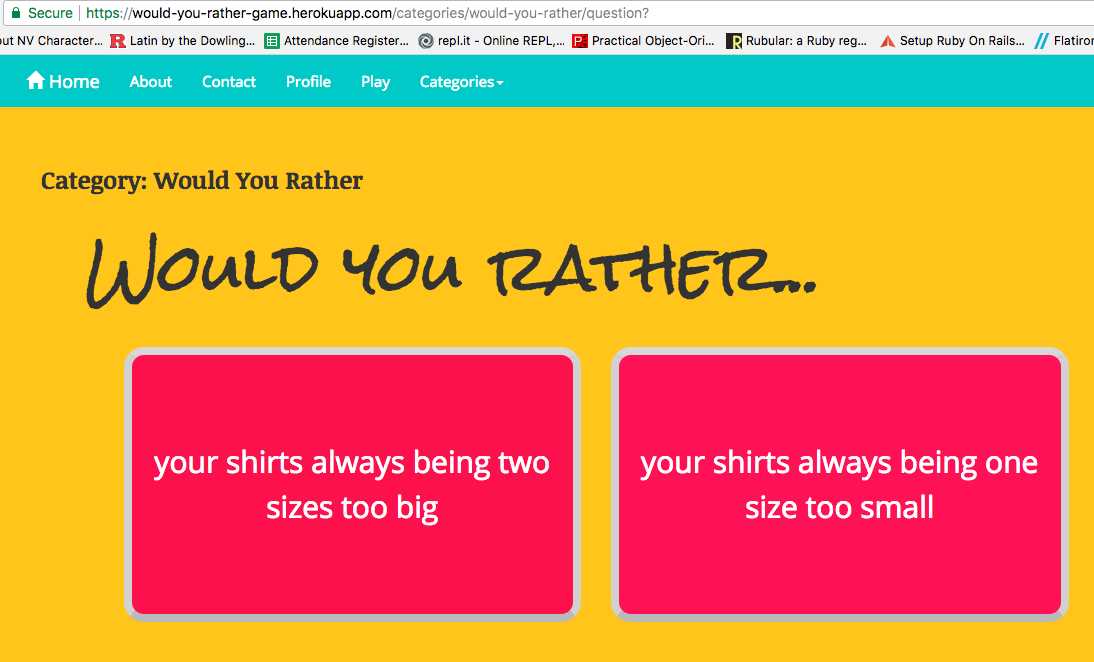 Secure https://would-you-rather-game.herokuapp.com/categories/would-you-rather/question?
out NV Character... Latin by the Dowling... Attendance Register... repl.it - Online REPL,... Practical Object-Ori... Rubular: a Ruby reg... Setup Ruby On Rails... Flatiron
Home About Contact Profile Play Categories
Category: Would You Rather
Would you rather...
your shirts always being two
sizes too big
your shirts always being one
size too small